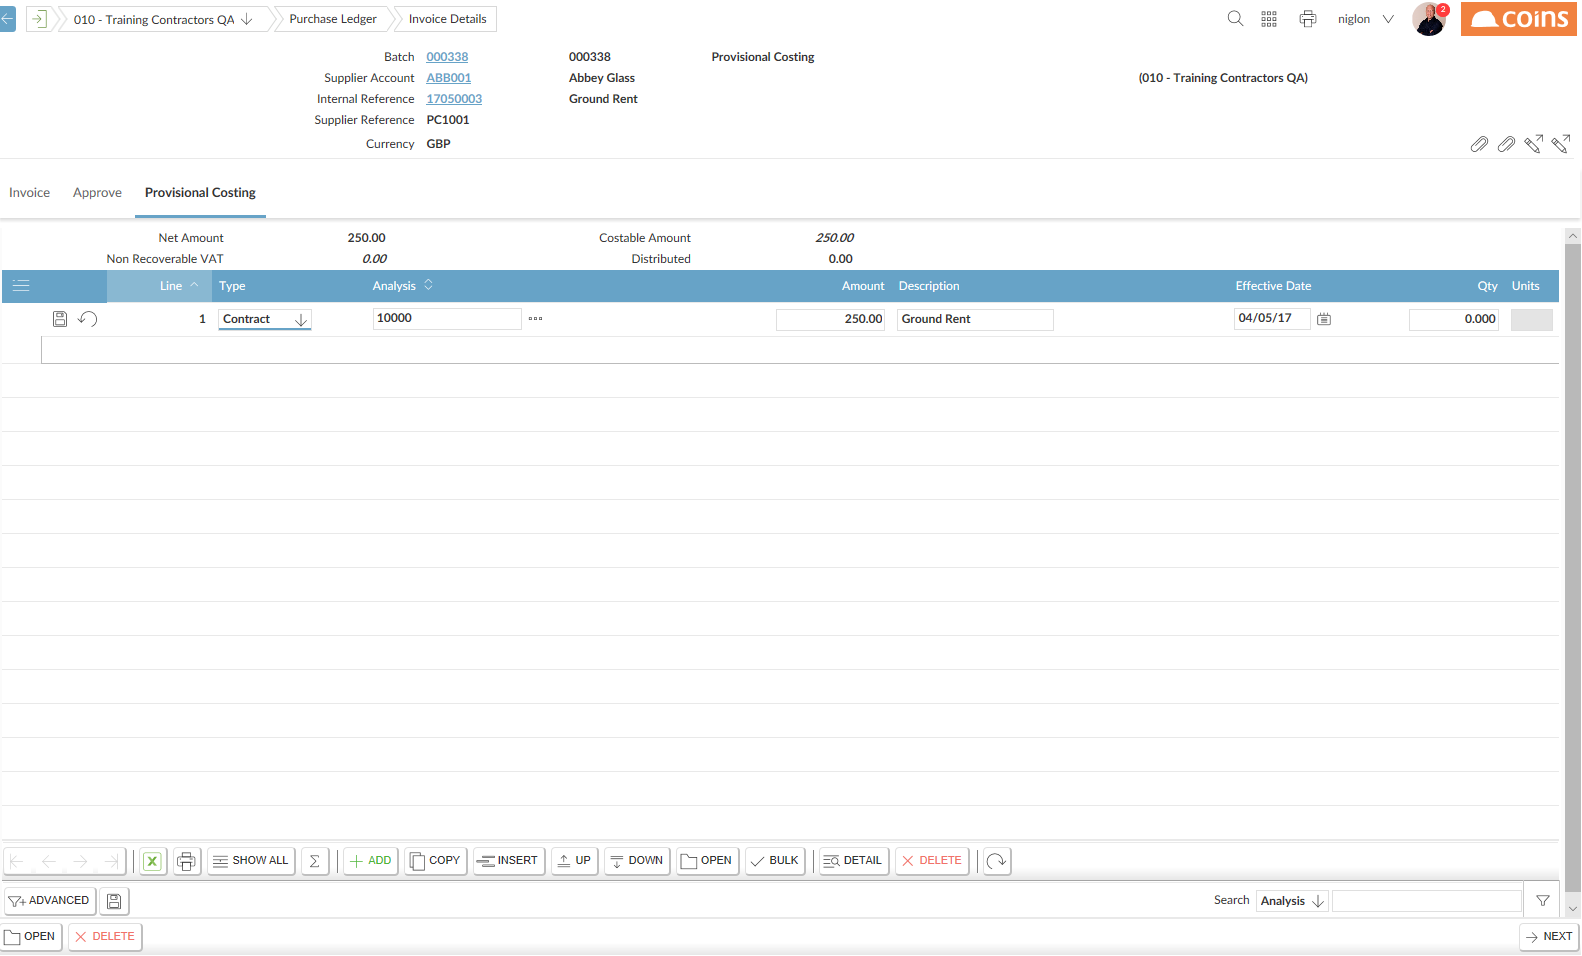 010 - Training Contractors QA Purchase Ledger Invoice Details niglon 2 coins
Batch 000338 000338 Provisional Costing
Supplier Account ABB001 Abbey Glass (010 - Training Contractors QA)
Internal Reference 17050003 Ground Rent
Supplier Reference PC1001
Currency GBP
Invoice Approve Provisional Costing
Net Amount 250.00 Costable Amount 250.00
Non Recoverable VAT 0.00 Distributed 0.00
Line Type Analysis Amount Description Effective Date Qty Units
1 Contract 10000 250.00 Ground Rent 04/05/17 0.000
SHOW ALL Σ ADD COPY INSERT UP DOWN OPEN BULK DETAIL DELETE
ADVANCED Search Analysis
OPEN DELETE NEXT